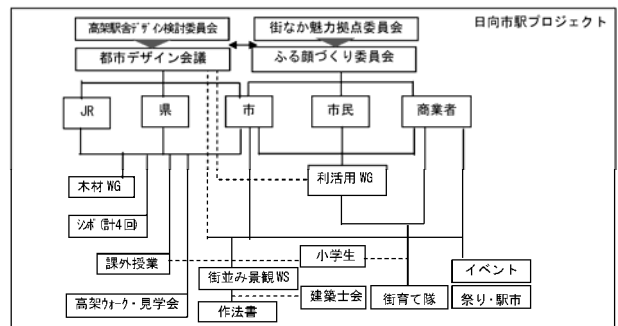 日向市駅プロジェクト
高架駅舎デザイン検討委員会
街なか魅力拠点委員会
都市デザイン会議
ふる顔づくり委員会
JR
県
市
市民
商業者
木材WG
利活用WG
シンポ(計4回)
課外授業
小学生
街並み景観WS
イベント
高架ウォーク・見学会
作法書
建築士会
街育て隊
祭り・駅市